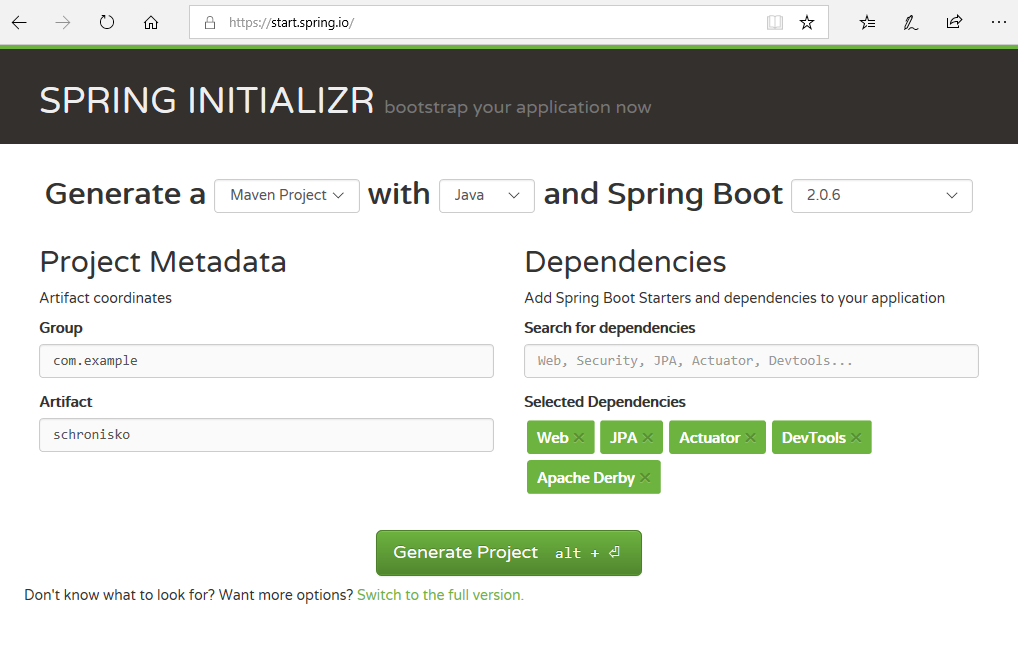 https://start.spring.io/
SPRING INITIALIZR bootstrap your application now
Generate a Maven Project with Java and Spring Boot 2.0.6
Project Metadata
Artifact coordinates
Group
com.example
Artifact
schronisko
Dependencies
Add Spring Boot Starters and dependencies to your application
Search for dependencies
Web, Security, JPA, Actuator, Devtools...
Selected Dependencies
Web × JPA × Actuator × DevTools ×
Apache Derby ×
Generate Project alt + ⏎
Don't know what to look for? Want more options? Switch to the full version.